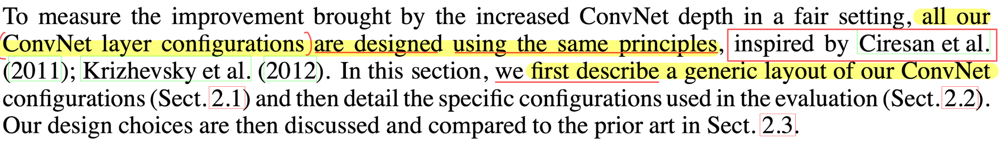 To measure the improvement brought by the increased ConvNet depth in a fair setting, all our
ConvNet layer configurations are designed using the same principles, inspired by Ciresan et al.
(2011); Krizhevsky et al. (2012). In this section, we first describe a generic layout of our ConvNet
configurations (Sect. 2.1) and then detail the specific configurations used in the evaluation (Sect. 2.2).
Our design choices are then discussed and compared to the prior art in Sect. 2.3.